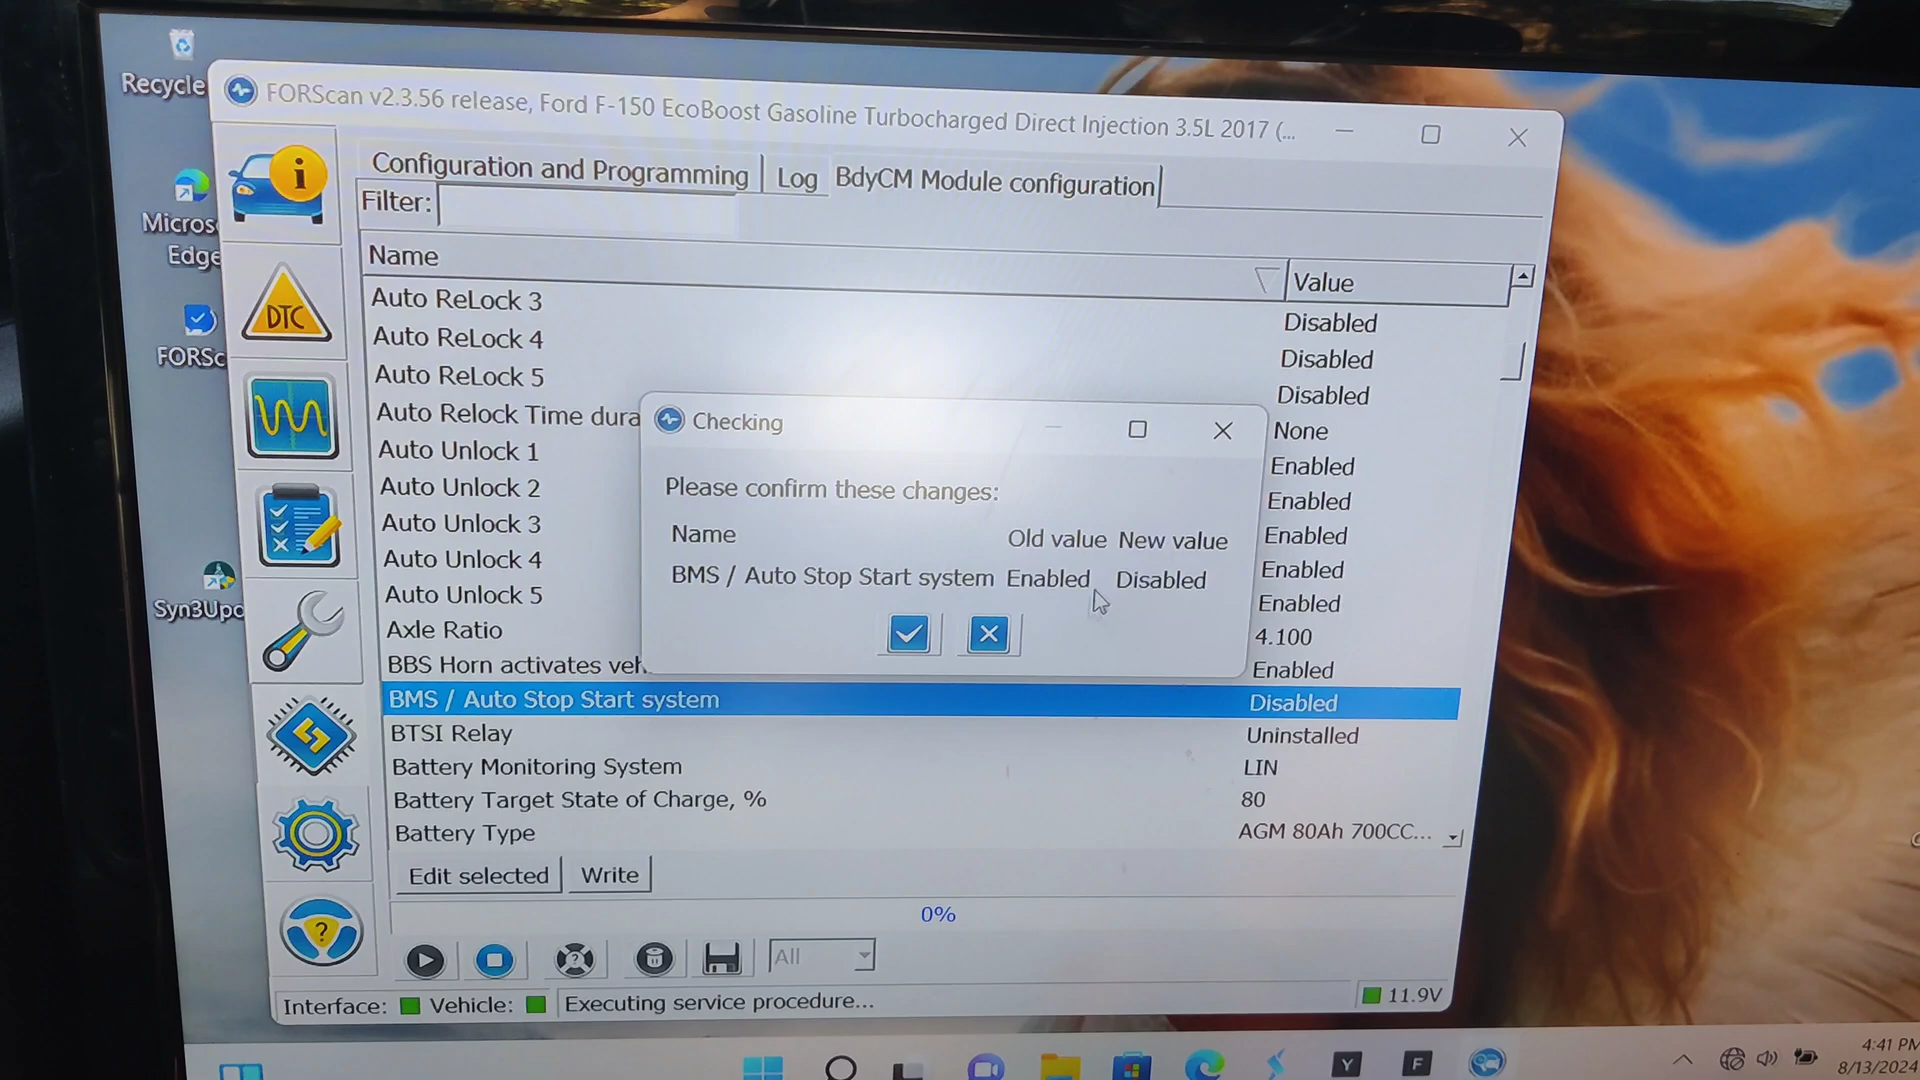 Recycle
FORScan v2.3.56 release, Ford F-150 EcoBoost Gasoline Turbocharged Direct Injection 3.5L 2017 (...
Configuration and Programming
Log
BdyCM Module configuration
Filter:
Name
Value
Auto ReLock 3
Disabled
Auto ReLock 4
Disabled
Auto ReLock 5
Disabled
Auto Relock Time dura
None
Auto Unlock 1
Enabled
Auto Unlock 2
Enabled
Auto Unlock 3
Enabled
Auto Unlock 4
Enabled
Auto Unlock 5
Enabled
Axle Ratio
4.100
BBS Horn activates veh
Enabled
BMS / Auto Stop Start system
Disabled
BTSI Relay
Uninstalled
Battery Monitoring System
LIN
Battery Target State of Charge, %
80
Battery Type
AGM 80Ah 700CC...
Checking
Please confirm these changes:
Name Old value New value
BMS / Auto Stop Start system Enabled Disabled
Edit selected
Write
0%
All
Interface:
Vehicle:
Executing service procedure...
11.9V
Micros
Edge
FORSc
Syn3Upd
DTC
4:41 PM
8/13/2024
Y
F